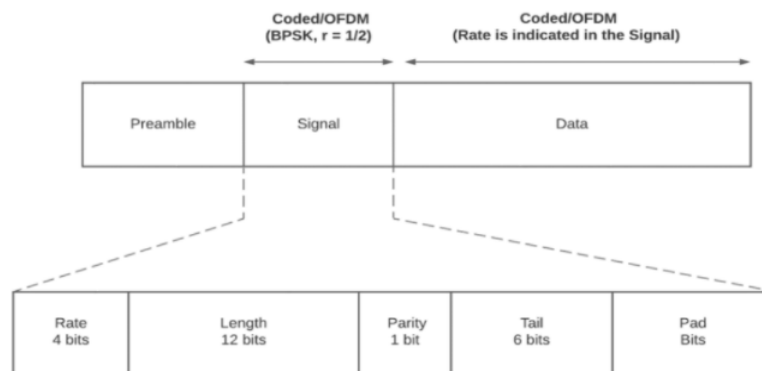 Coded/OFDM
(BPSK, r = 1/2)
Coded/OFDM
(Rate is indicated in the Signal)
Preamble
Signal
Data
Rate
4 bits
Length
12 bits
Parity
1 bit
Tail
6 bits
Pad
Bits